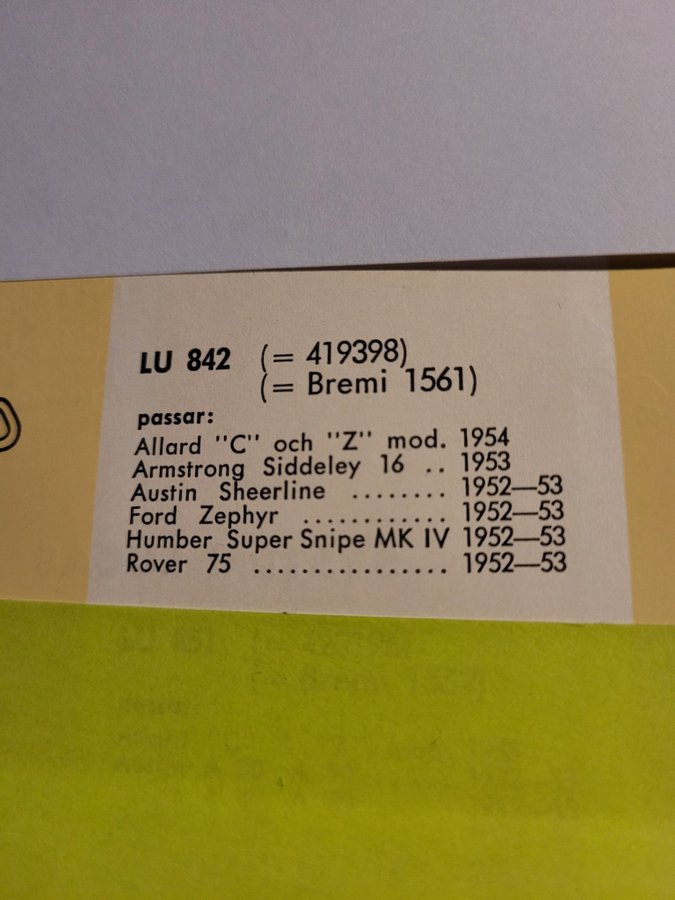 LU 842 (= 419398)
(= Bremi 1561)
passar:
Allard "C" och "Z" mod. 1954
Armstrong Siddeley 16 .. 1953
Austin Sheerline ........ 1952—53
Ford Zephyr ............ 1952—53
Humber Super Snipe MK IV 1952—53
Rover 75 ................ 1952—53